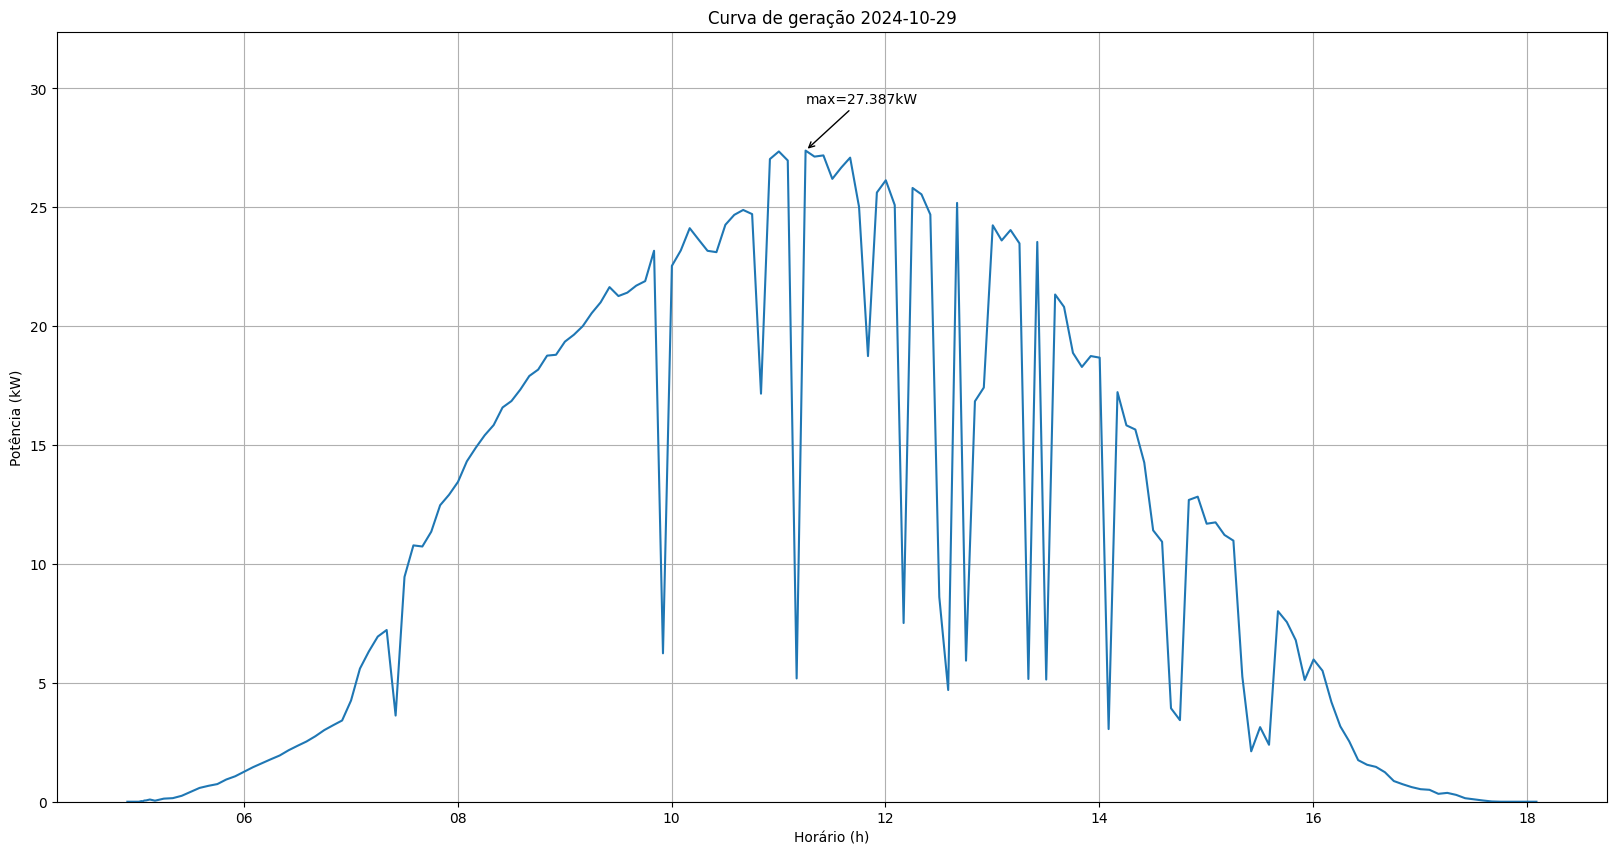 Curva de geração 2024-10-29
max=27.387kW
30
25
20
15
10
5
0
Potência (kW)
06 08 10 12 14 16 18
Horário (h)